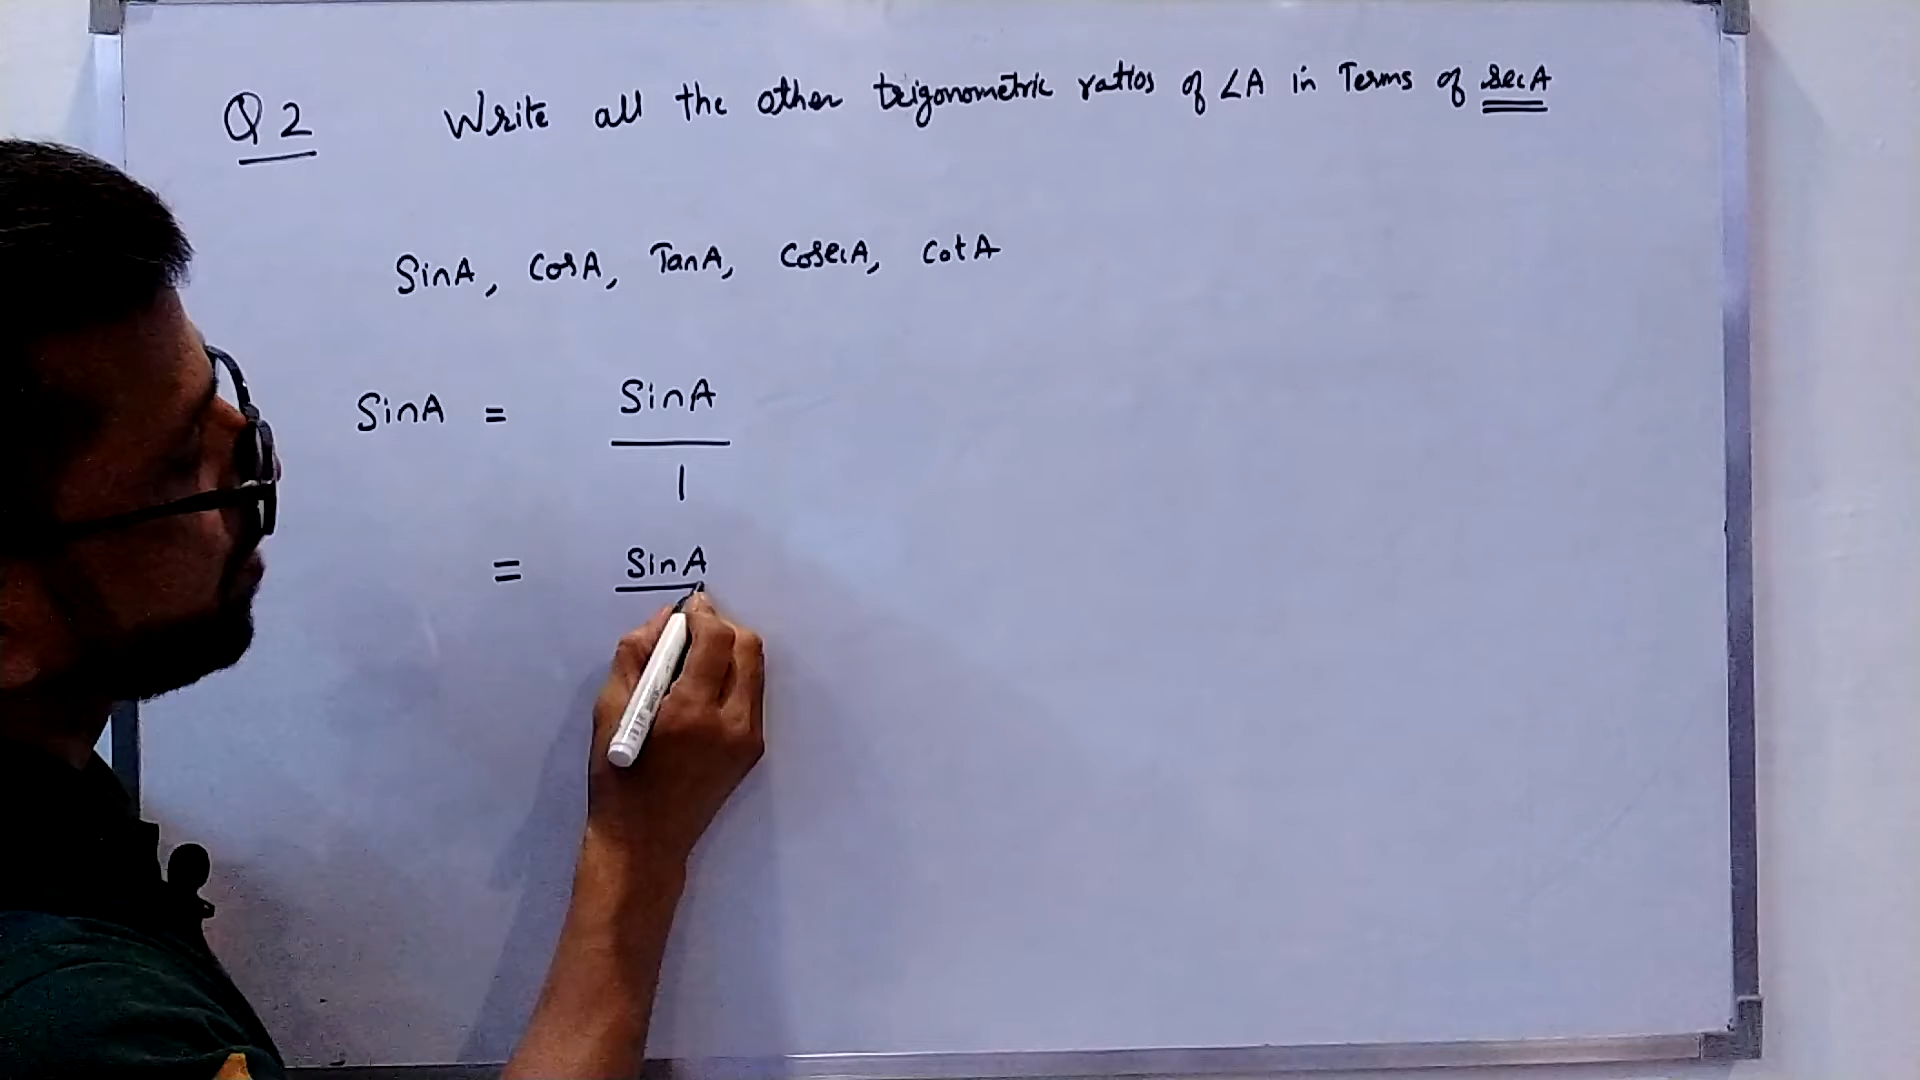 Q2 Write all the other trigonometric ratios of ∠A in Terms of secA
SinA, CosA, TanA, CosecA, CotA
SinA = SinA
1
= SinA